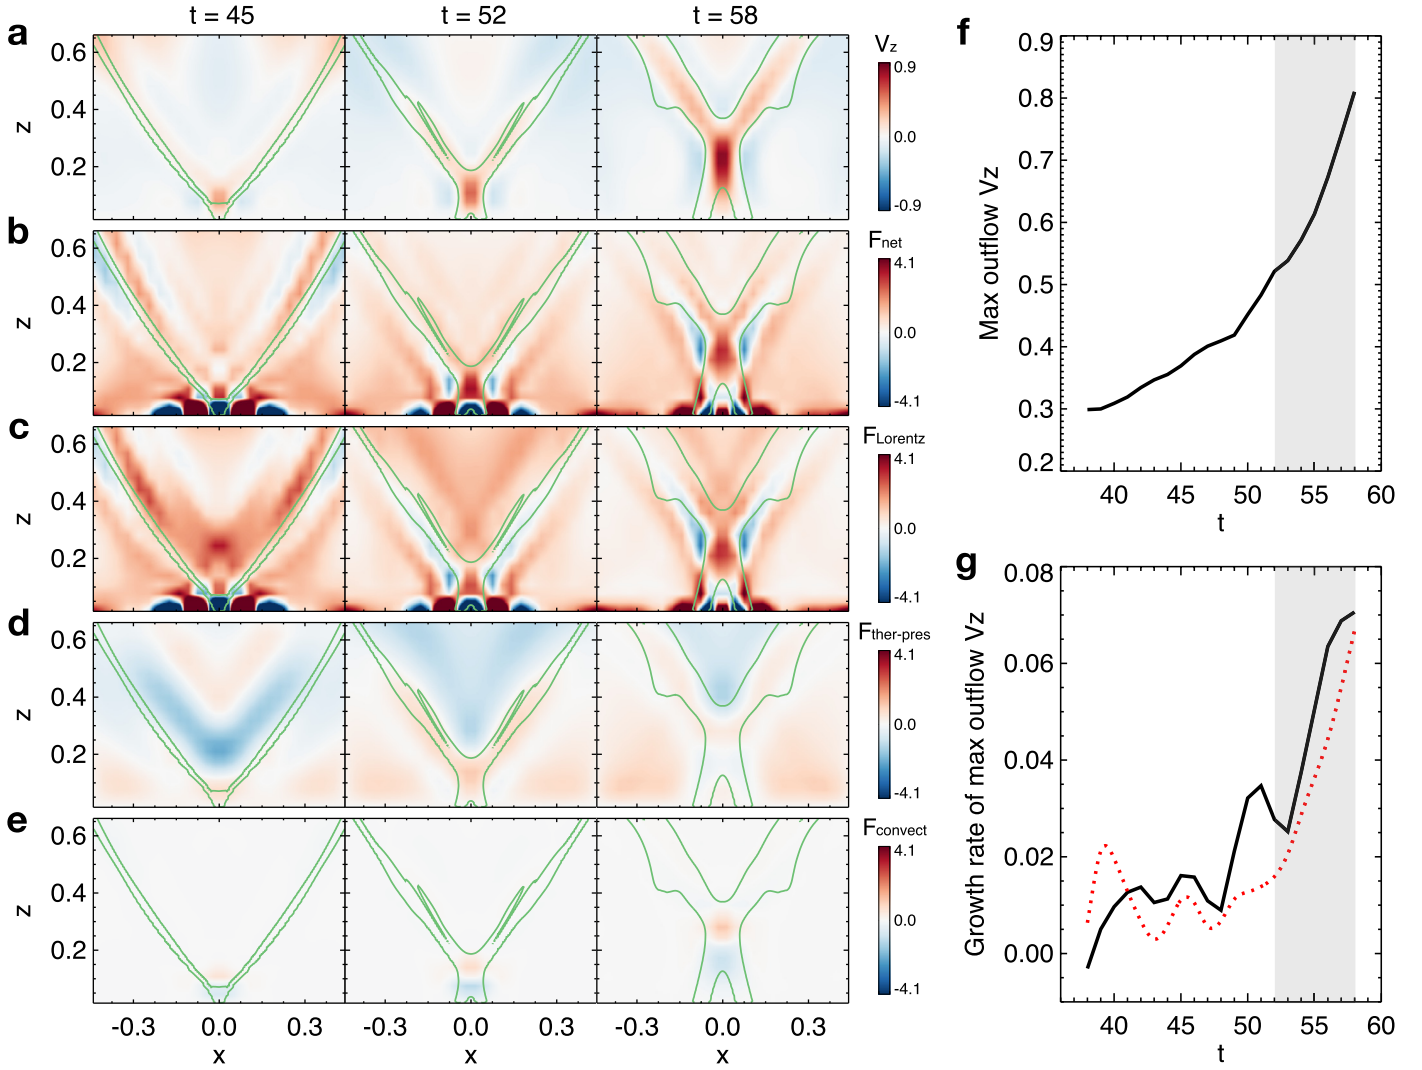 t = 45 t = 52 t = 58
a
z
0.6
0.4
0.2
Vz
0.9
0.0
-0.9
b
z
0.6
0.4
0.2
Fnet
4.1
0.0
-4.1
c
z
0.6
0.4
0.2
FLorentz
4.1
0.0
-4.1
d
z
0.6
0.4
0.2
Fther-pres
4.1
0.0
-4.1
e
z
0.6
0.4
0.2
Fconvect
4.1
0.0
-4.1
-0.3 0.0 0.3 -0.3 0.0 0.3 -0.3 0.0 0.3
x x x
f
Max outflow Vz
0.9
0.8
0.7
0.6
0.5
0.4
0.3
0.2
40 45 50 55 60
t
g
Growth rate of max outflow Vz
0.08
0.06
0.04
0.02
0.00
40 45 50 55 60
t